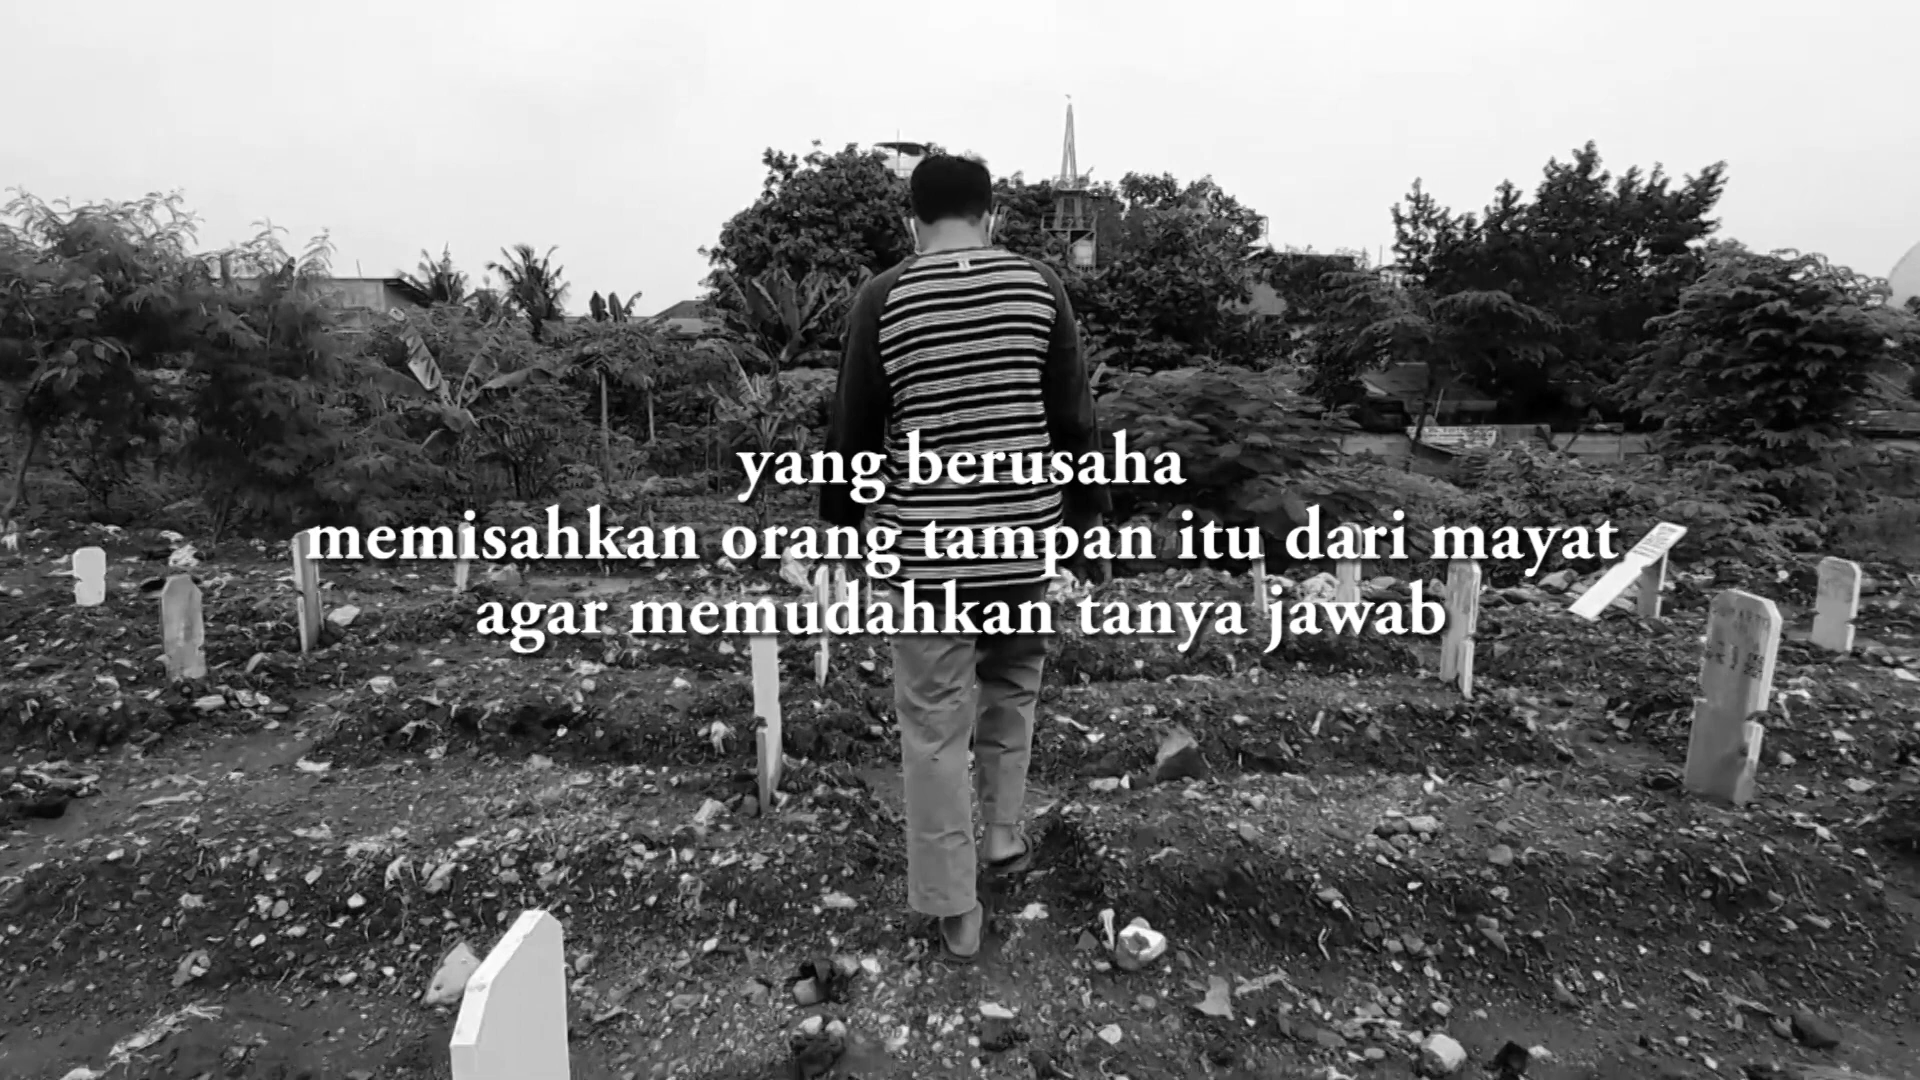 yang berusaha
memisahkan orang tampan itu dari mayat
agar memudahkan tanya jawab